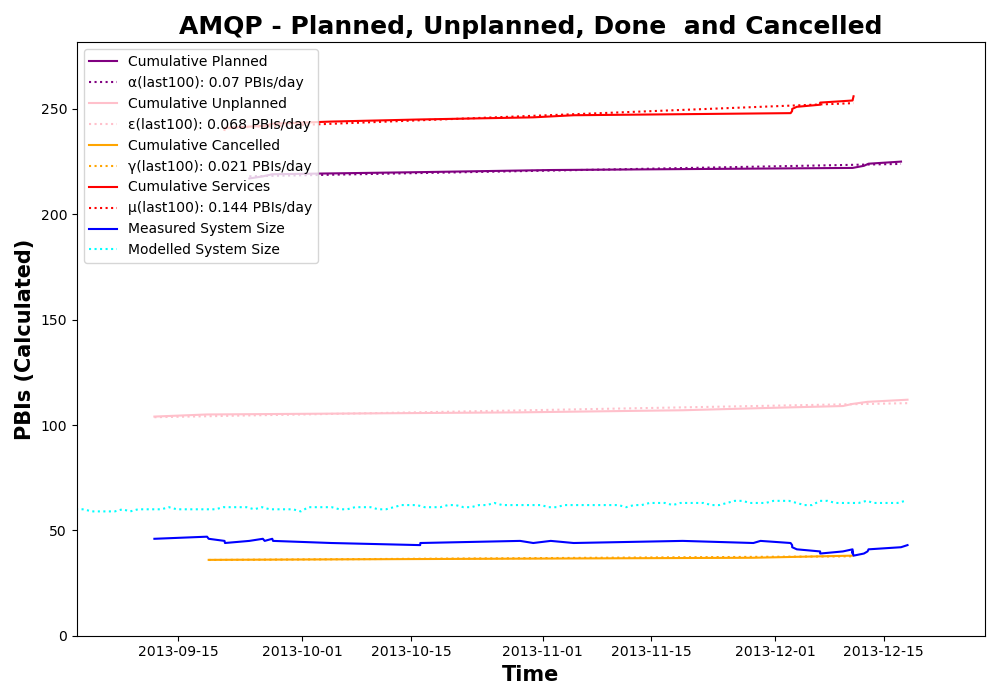 AMQP - Planned, Unplanned, Done  and Cancelled
PBIs (Calculated)
250
200
150
100
50
0
Cumulative Planned
α(last100): 0.07 PBIs/day
Cumulative Unplanned
ε(last100): 0.068 PBIs/day
Cumulative Cancelled
γ(last100): 0.021 PBIs/day
Cumulative Services
μ(last100): 0.144 PBIs/day
Measured System Size
Modelled System Size
2013-09-15 2013-10-01 2013-10-15 2013-11-01 2013-11-15 2013-12-01 2013-12-15
Time